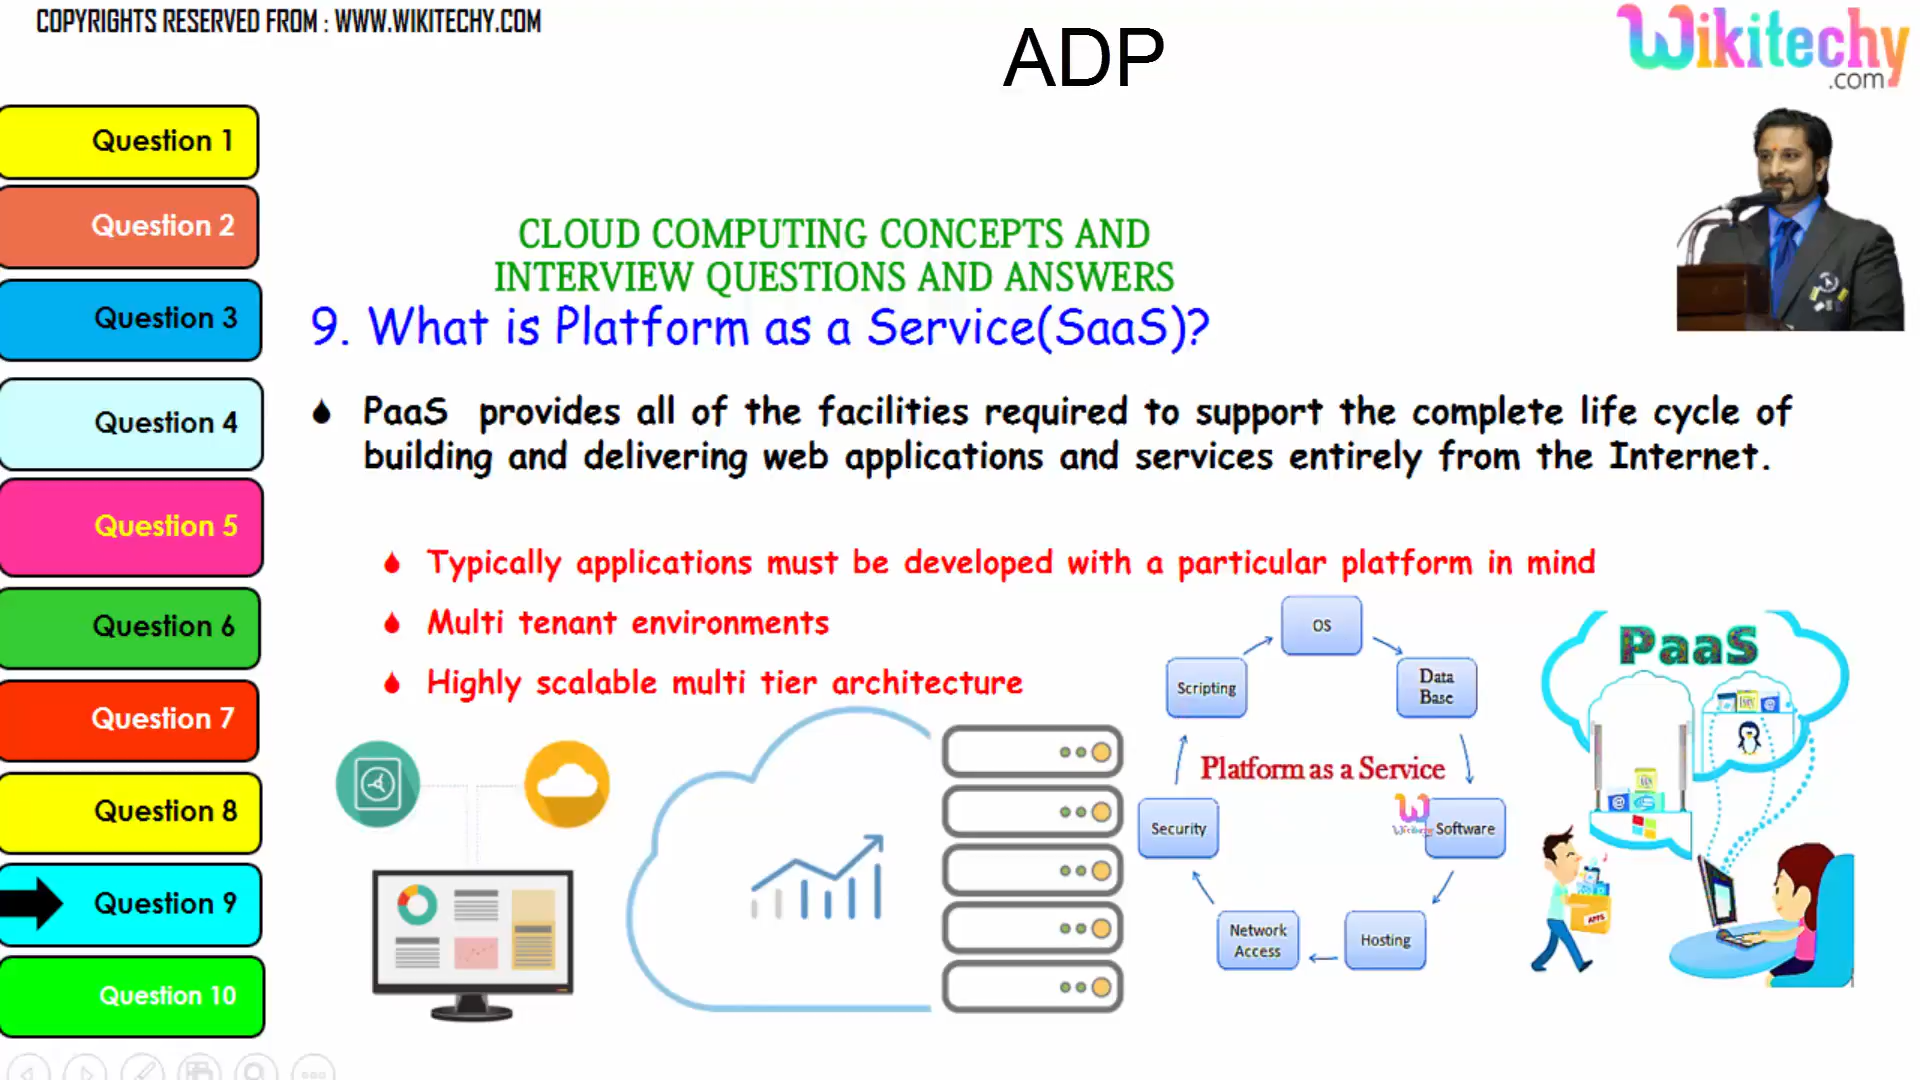 COPYRIGHTS RESERVED FROM : WWW.WIKITECHY.COM
ADP
Wikitechy
.com
Question 1
Question 2
Question 3
Question 4
Question 5
Question 6
Question 7
Question 8
Question 9
Question 10
CLOUD COMPUTING CONCEPTS AND
INTERVIEW QUESTIONS AND ANSWERS
9. What is Platform as a Service(SaaS)?
PaaS provides all of the facilities required to support the complete life cycle of
building and delivering web applications and services entirely from the Internet.
Typically applications must be developed with a particular platform in mind
Multi tenant environments
Highly scalable multi tier architecture
OS
Data
Base
Software
Hosting
Network
Access
Security
Scripting
Platform as a Service
PaaS
APPS